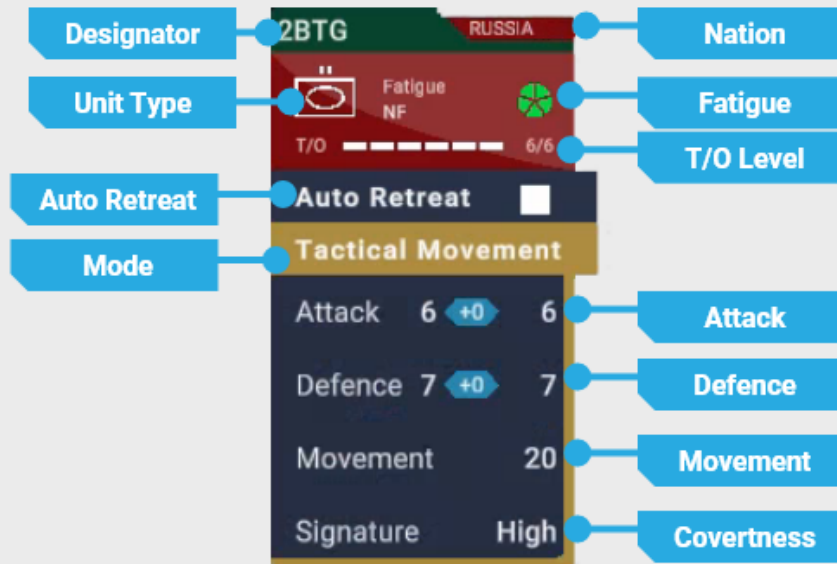 Designator
2BTG
RUSSIA
Nation
Unit Type
Fatigue
NF
Fatigue
T/O
6/6
T/O Level
Auto Retreat
Auto Retreat
Mode
Tactical Movement
Attack 6 +0 6
Attack
Defence 7 +0 7
Defence
Movement 20
Movement
Signature High
Covertness